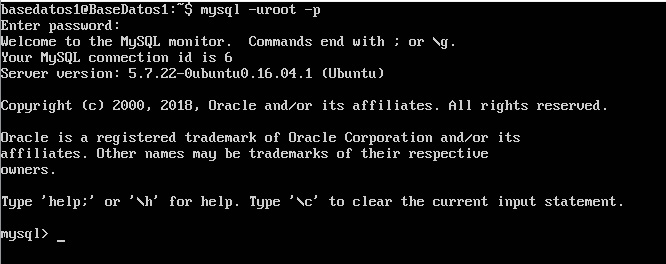 basedatos1@BaseDatos1:~$ mysql -uroot -p
Enter password:
Welcome to the MySQL monitor.  Commands end with ; or \g.
Your MySQL connection id is 6
Server version: 5.7.22-0ubuntu0.16.04.1 (Ubuntu)
Copyright (c) 2000, 2018, Oracle and/or its affiliates. All rights reserved.
Oracle is a registered trademark of Oracle Corporation and/or its
affiliates. Other names may be trademarks of their respective
owners.
Type 'help;' or '\h' for help. Type '\c' to clear the current input statement.
mysql> _